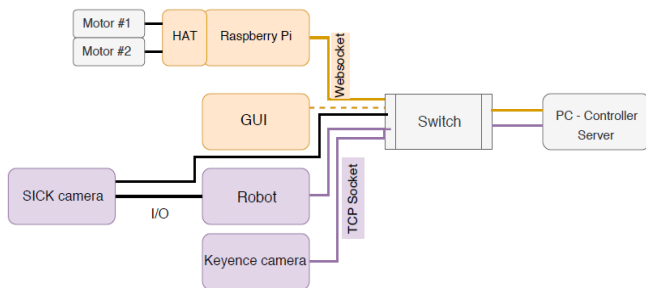 Motor #1
Motor #2
HAT
Raspberry Pi
Websocket
GUI
Switch
PC - Controller
Server
SICK camera
I/O
Robot
TCP Socket
Keyence camera